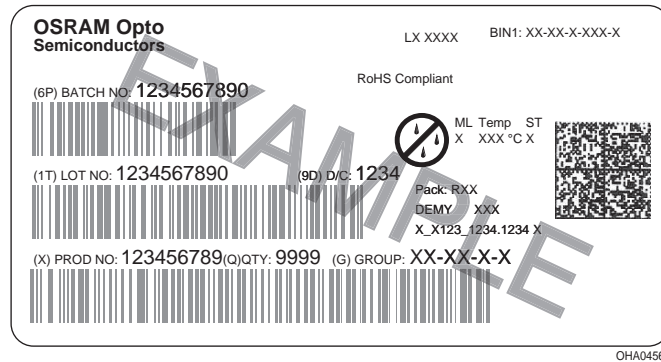 OSRAM Opto
Semiconductors
LX XXXX
BIN1: XX-XX-X-XXX-X
RoHS Compliant
(6P) BATCH NO: 1234567890
ML Temp ST
X XXX °C X
(1T) LOT NO: 1234567890 (9D) D/C: 1234
Pack: RXX
DEMY XXX
X_X123_1234.1234 X
(X) PROD NO: 123456789(Q)QTY: 9999 (G) GROUP: XX-XX-X-X
EXAMPLE